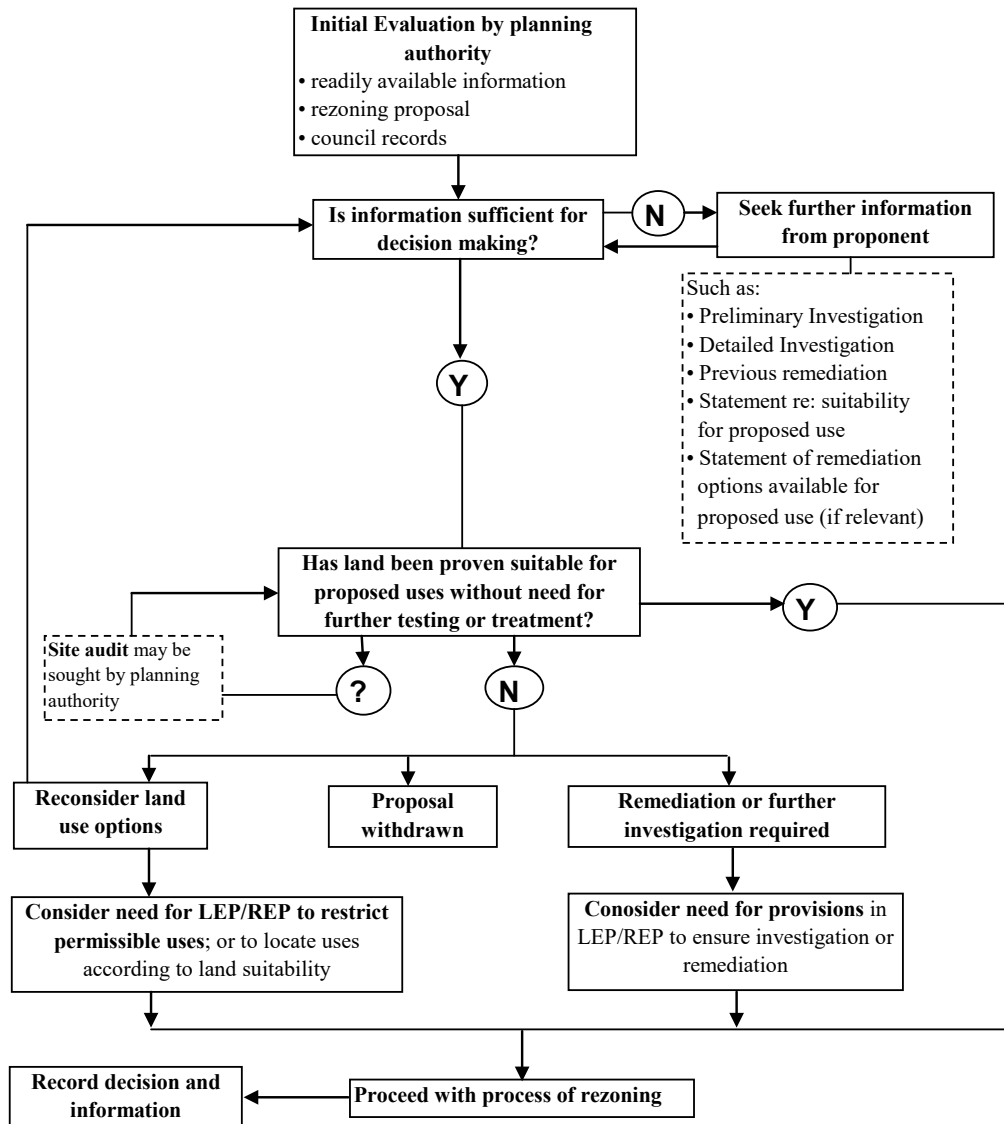 Initial Evaluation by planning
authority
• readily available information
• rezoning proposal
• council records
Is information sufficient for
decision making?
N
Seek further information
from proponent
Such as:
• Preliminary Investigation
• Detailed Investigation
• Previous remediation
• Statement re: suitability
for proposed use
• Statement of remediation
options available for
proposed use (if relevant)
Y
Has land been proven suitable for
proposed uses without need for
further testing or treatment?
Y
Site audit may be
sought by planning
authority
?
N
Reconsider land
use options
Proposal
withdrawn
Remediation or further
investigation required
Consider need for LEP/REP to restrict
permissible uses; or to locate uses
according to land suitability
Conosider need for provisions in
LEP/REP to ensure investigation or
remediation
Record decision and
information
Proceed with process of rezoning